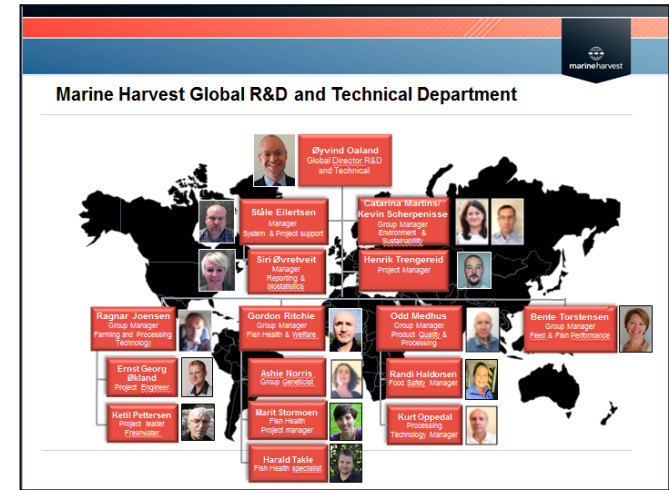 marineharvest
Marine Harvest Global R&D and Technical Department
Øyvind Oaland
Global Director R&D
and Technical
Ståle Eilertsen
Manager
System & Project support
Catarina Martins/
Kevin Scherpenisse
Group Manager
Environment &
Sustainability
Siri Øvretveit
Manager
Reporting &
biostatistics
Henrik Trengereid
Project Manager
Ragnar Joensen
Group Manager
Farming and Processing
Technology
Gordon Ritchie
Group Manager
Fish Health & Welfare
Odd Medhus
Group Manager
Product Quality &
Processing
Bente Torstensen
Group Manager
Feed & Fish Performance
Ernst Georg
Økland
Project Engineer
Ashie Norris
Group Geneticist
Randi Haldorsen
Food Safety Manager
Ketil Pettersen
Project leader
Freshwater
Marit Stormoen
Fish Health
Project manager
Kurt Oppedal
Processing
Technology Manager
Harald Takle
Fish Health specialist